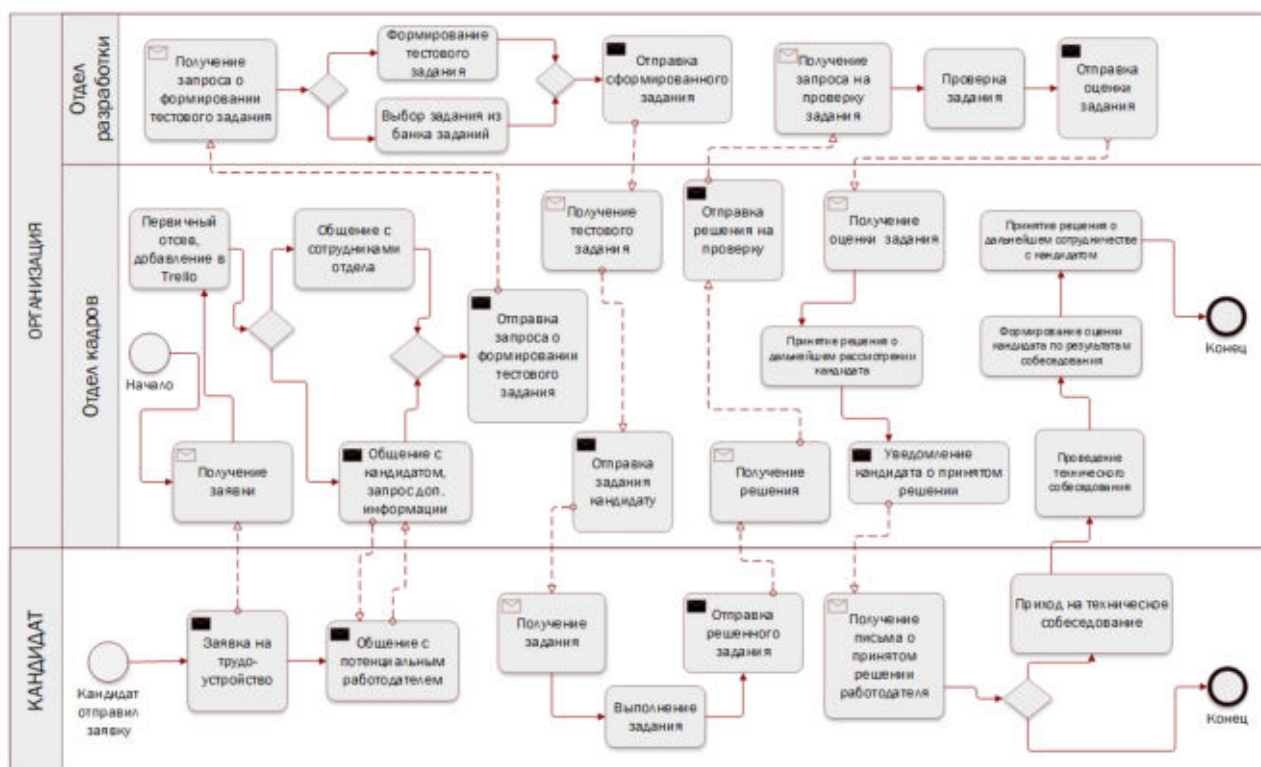 ОРГАНИЗАЦИЯ
Отдел
разработки
Получение
запроса о
формировании
тестового задания
Формирование
тестового
задания
Выбор задания из
банка заданий
Отправка
сформированного
задания
Получение
запроса на
проверку
задания
Проверка
задания
Отправка
оценки
задания
Отдел кадров
Первичный
отсев,
добавление в
Trello
Общение с
сотрудниками
отдела
Начало
Получение
заявки
Общение с
кандидатом,
запрос доп.
информации
Отправка
запроса о
формировании
тестового
задания
Получение
тестового
задания
Отправка
задания
кандидату
Отправка
решения на
проверку
Получение
решения
Получение
оценки задания
Принятие решения о
дальнейшем рассмотрении
кандидата
Уведомление
кандидата о принятом
решении
Принятие решения о
дальнейшем сотрудничестве
с кандидатом
Формирование оценки
кандидата по результатам
собеседования
Проведение
технического
собеседования
Конец
КАНДИДАТ
Кандидат
отправил
заявку
Заявка на
трудо-
устройство
Общение с
потенциальным
работодателем
Получение
задания
Выполнение
задания
Отправка
решенного
задания
Получение
письма о
принятом
решении
работодателя
Приход на техническое
собеседование
Конец